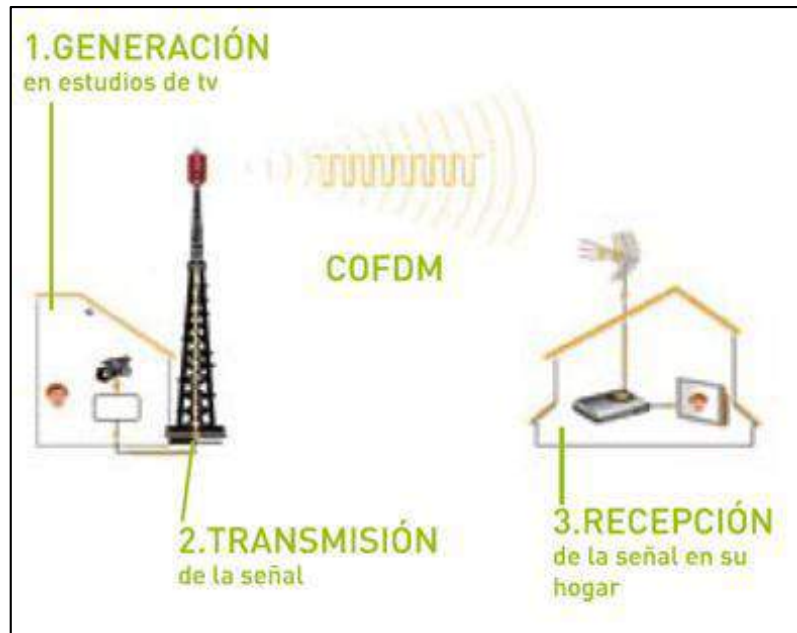 1.GENERACIÓN
en estudios de tv
COFDM
2.TRANSMISIÓN
de la señal
3.RECEPCIÓN
de la señal en su
hogar